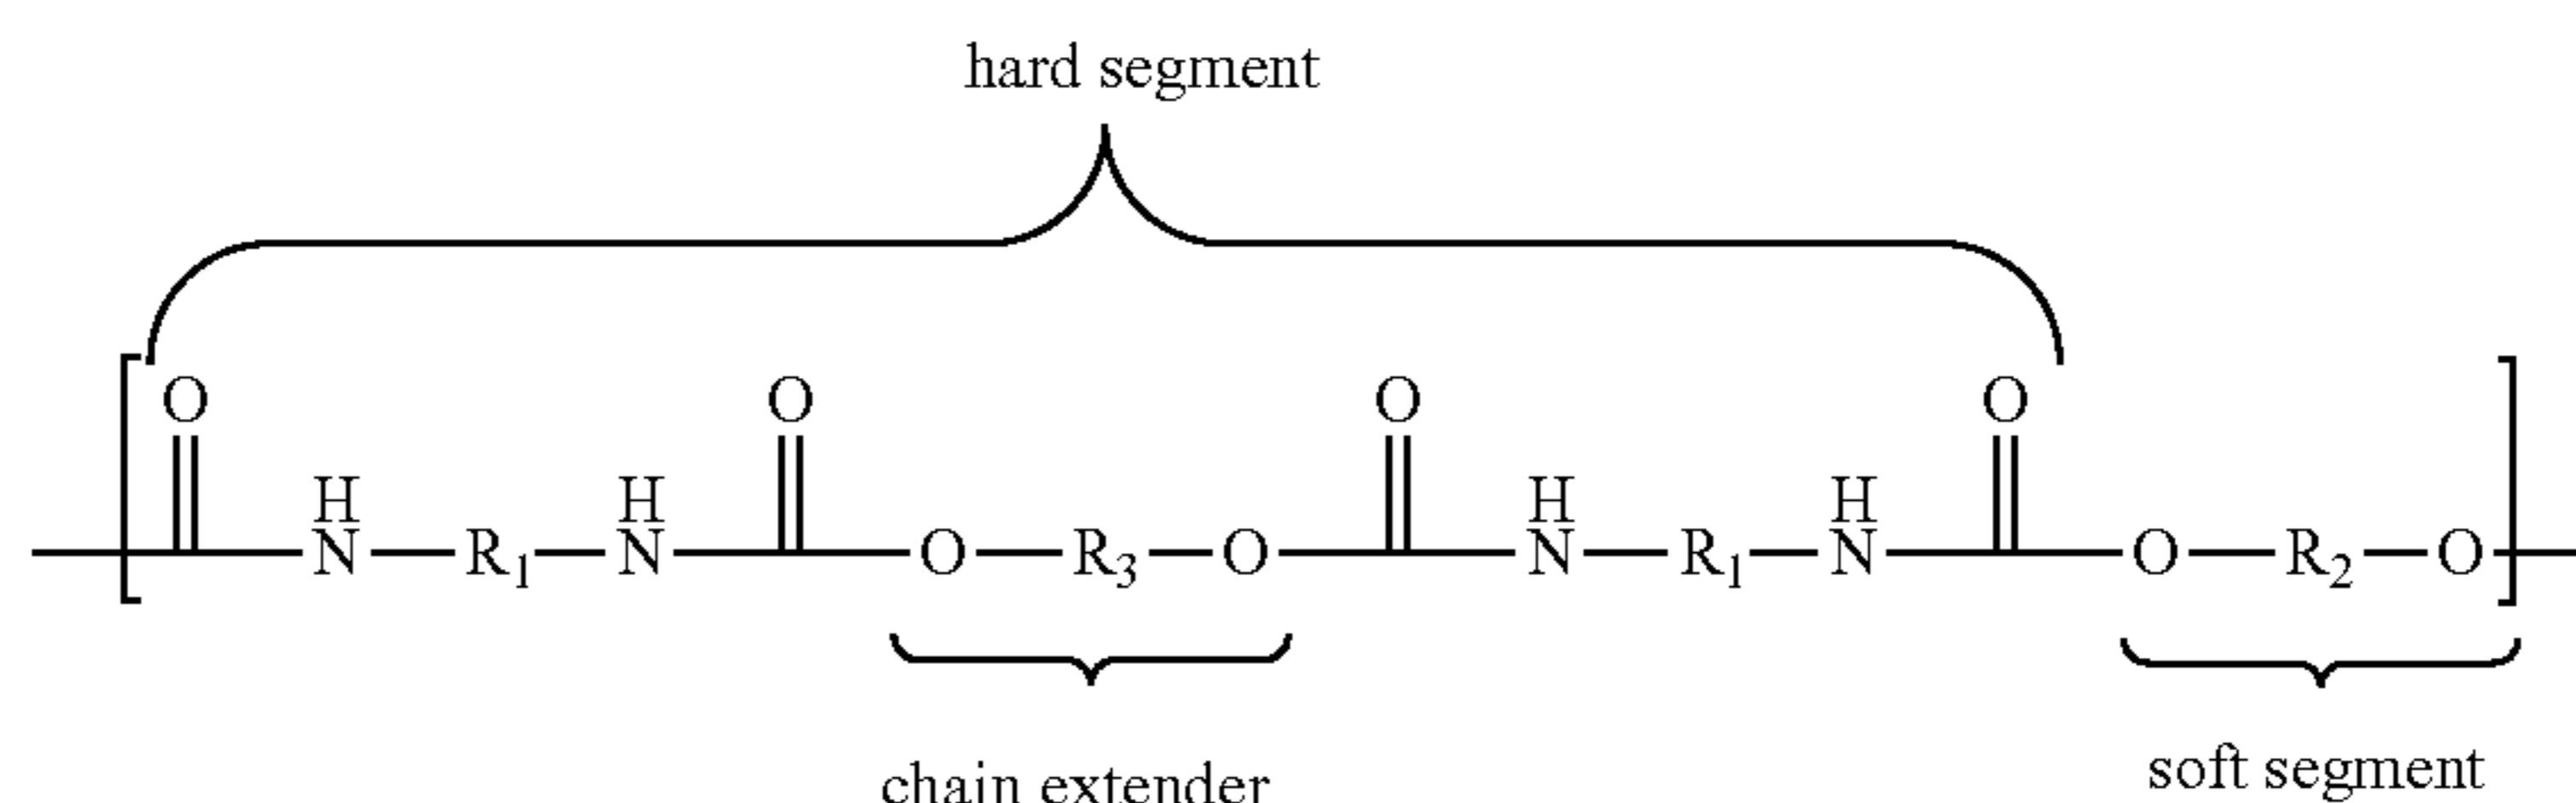 hard segment
O O O O
H H H H
N R₁ N O R₃ O N R₁ N O R₂ O
chain extender
soft segment